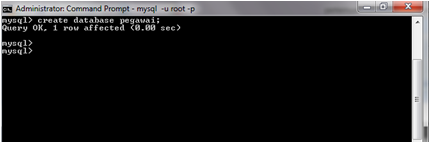 Administrator: Command Prompt - mysql -u root -p
mysql> create database pegawai;
Query OK, 1 row affected (0.00 sec)
mysql>
mysql>